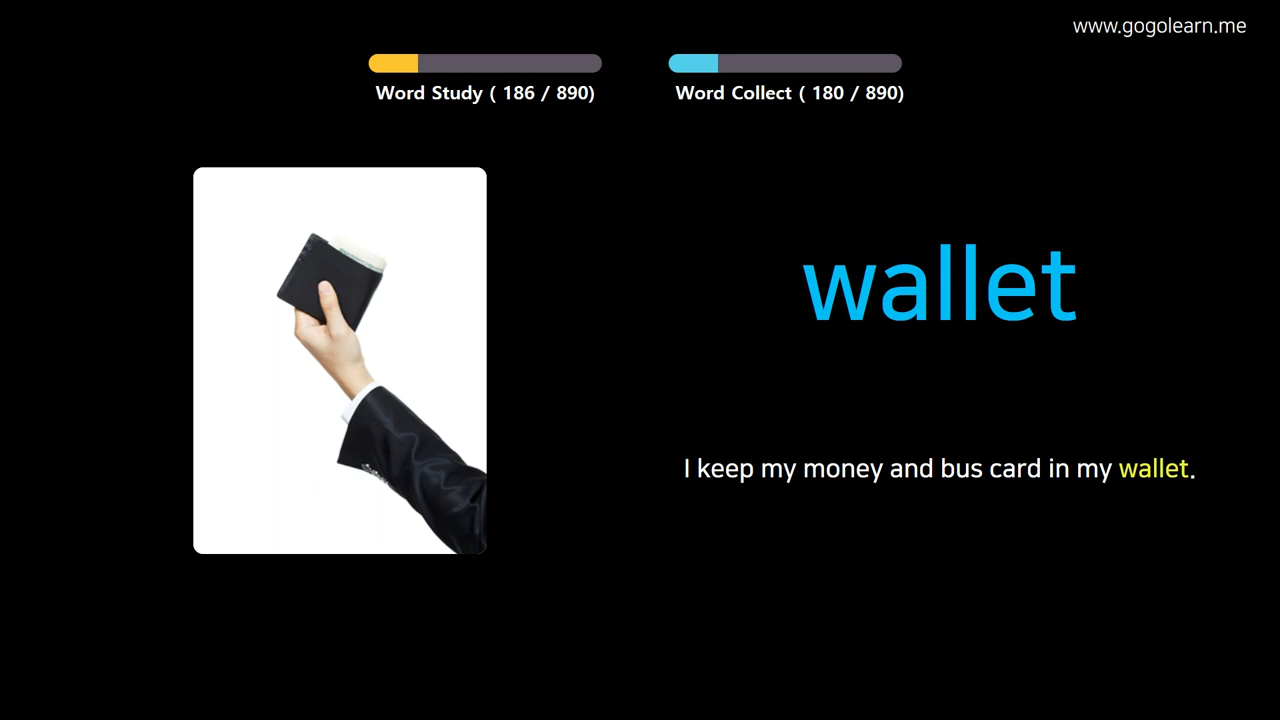 www.gogolearn.me
Word Study ( 186 / 890)
Word Collect ( 180 / 890)
wallet
I keep my money and bus card in my wallet.